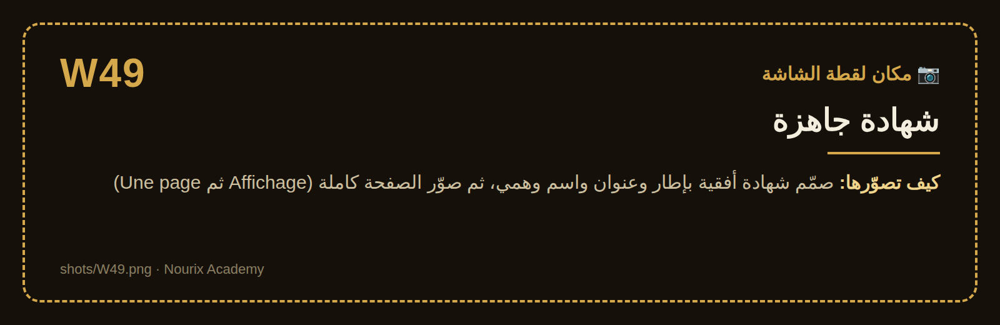 W49
📷 مكان لقطة الشاشة
شهادة جاهزة
كيف تصوّرها: صمّم شهادة أفقية بإطار وعنوان واسم وهمي، ثم صوّر الصفحة كاملة (Affichage ثم Une page)
shots/W49.png · Nourix Academy